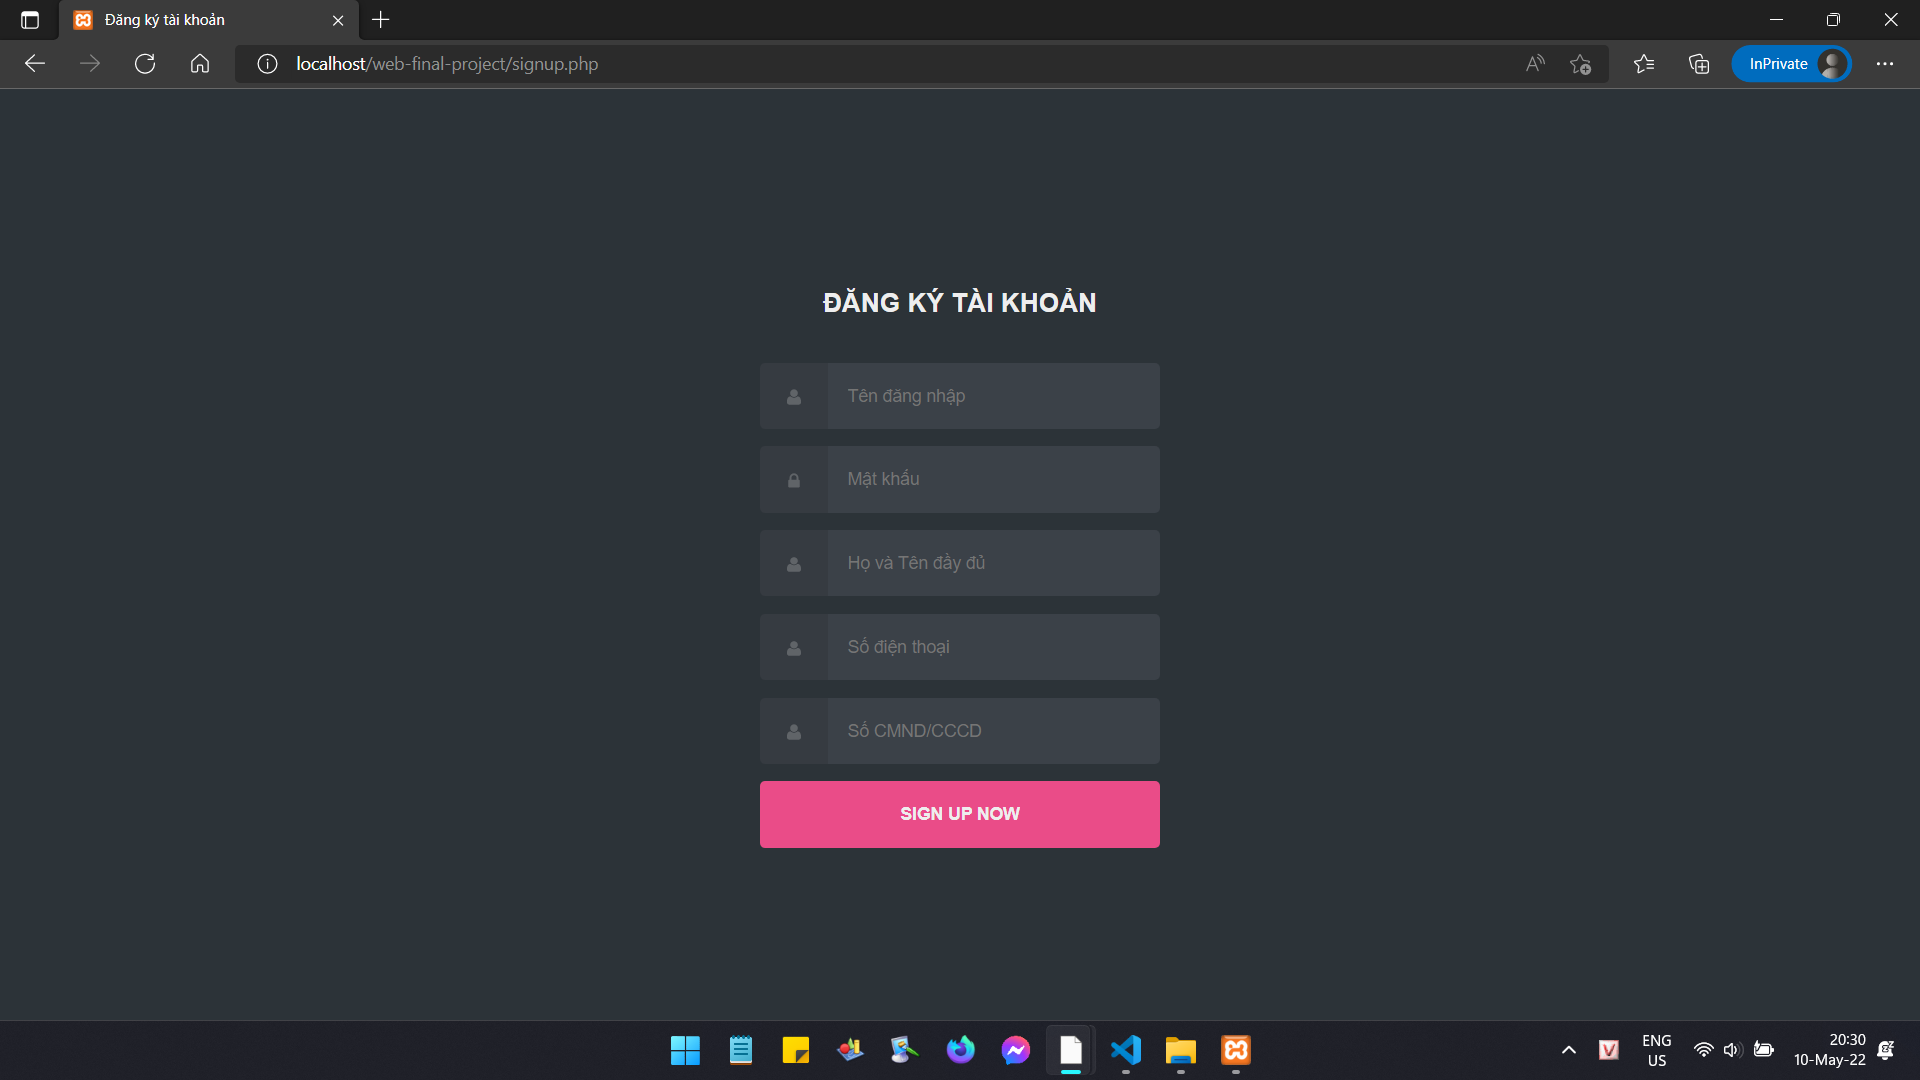 Đăng ký tài khoản
localhost/web-final-project/signup.php
InPrivate
ĐĂNG KÝ TÀI KHOẢN
Tên đăng nhập
Mật khẩu
Họ và Tên đầy đủ
Số điện thoại
Số CMND/CCCD
SIGN UP NOW
ENG
US
20:30
10-May-22